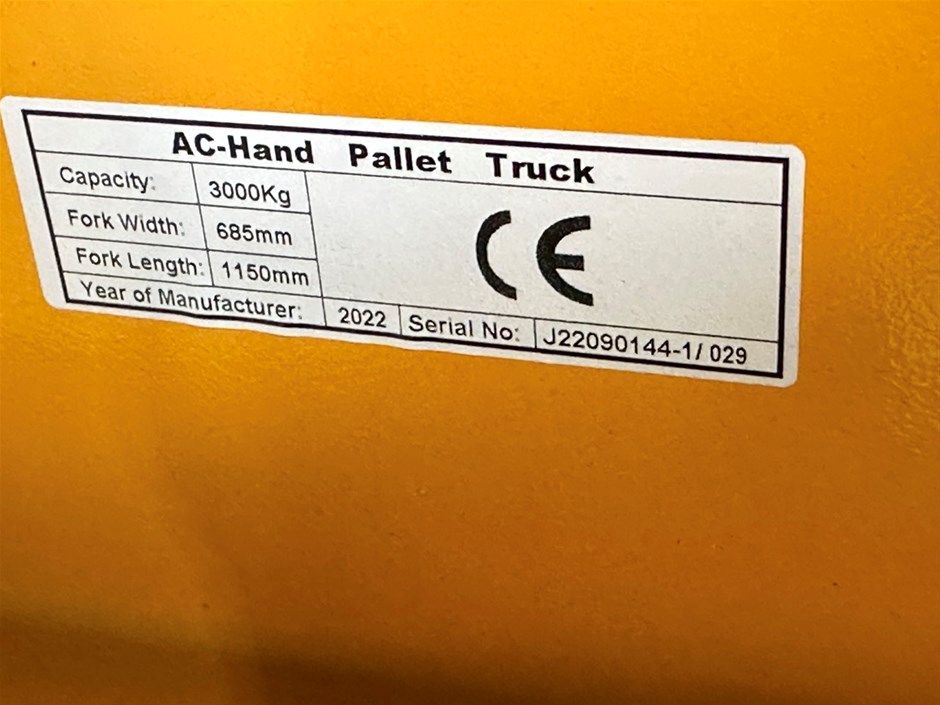 AC-Hand Pallet Truck
Capacity: 3000Kg
Fork Width: 685mm
Fork Length: 1150mm
CE
Year of Manufacturer: 2022 Serial No: J22090144-1/ 029